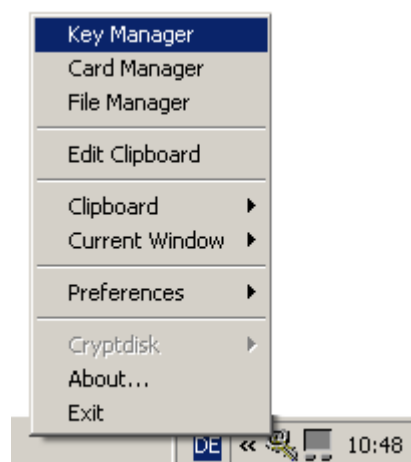 Key Manager
Card Manager
File Manager
Edit Clipboard
Clipboard
Current Window
Preferences
Cryptdisk
About...
Exit
DE « 10:48